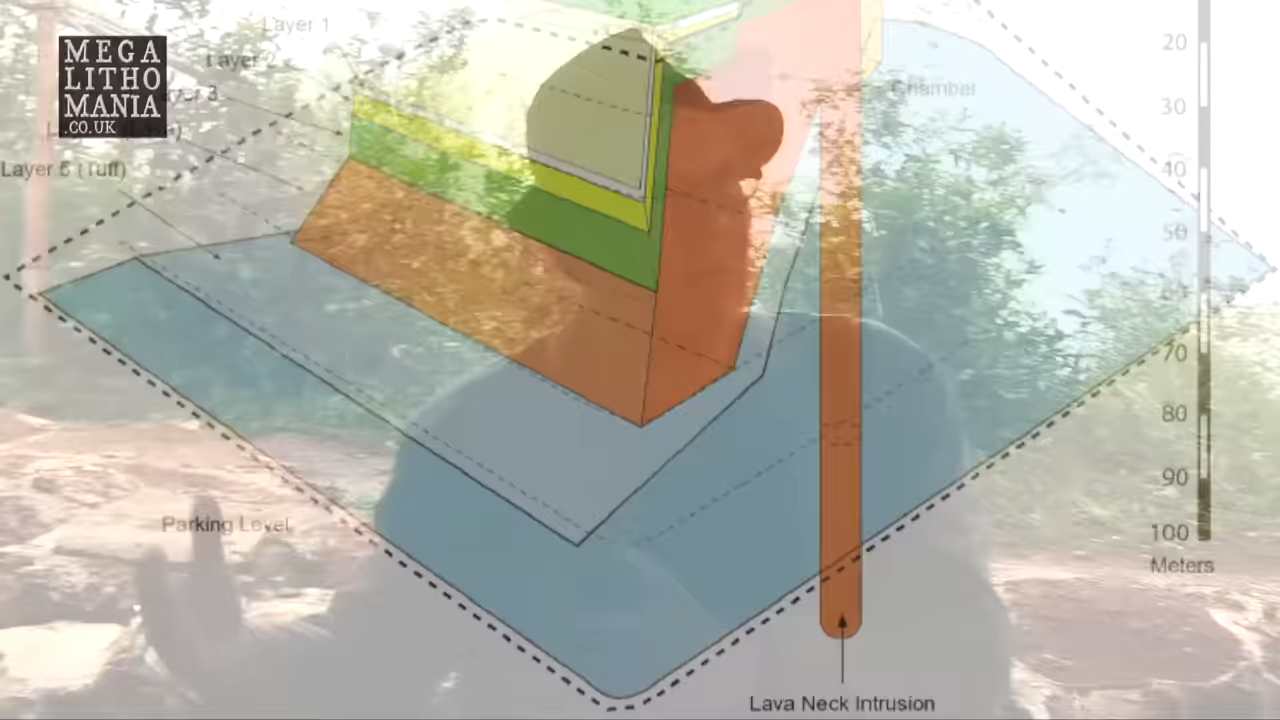 Layer 1
Layer 2
MEGA
LITHO
MANIA
.CO.UK
Layer 5 (Tuff)
Chamber
20
30
40
50
60
70
80
90
100
Meters
Parking Level
Lava Neck Intrusion